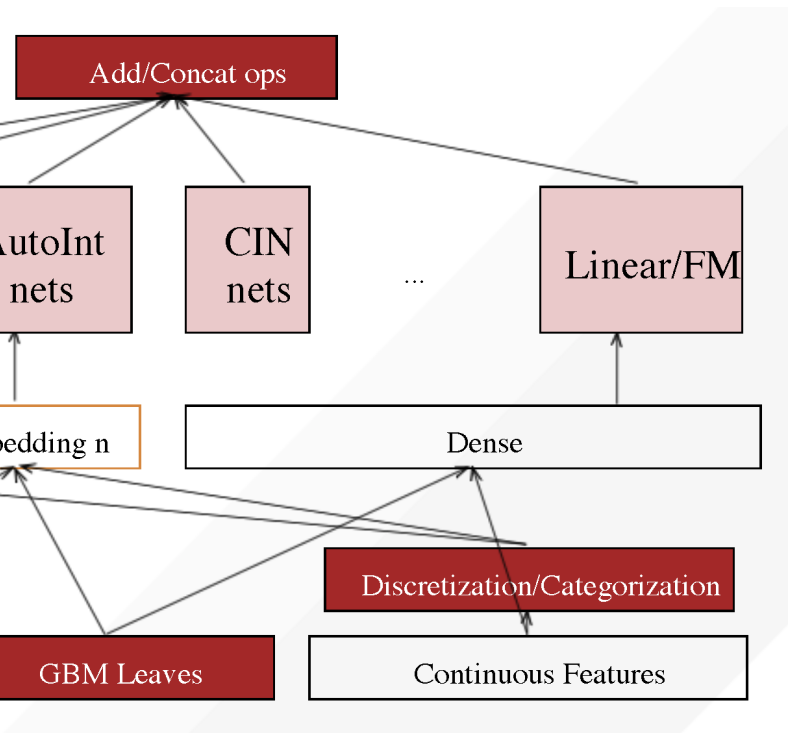 Add/Concat ops
AutoInt
nets
CIN
nets
...
Linear/FM
bedding n
Dense
Discretization/Categorization
GBM Leaves
Continuous Features